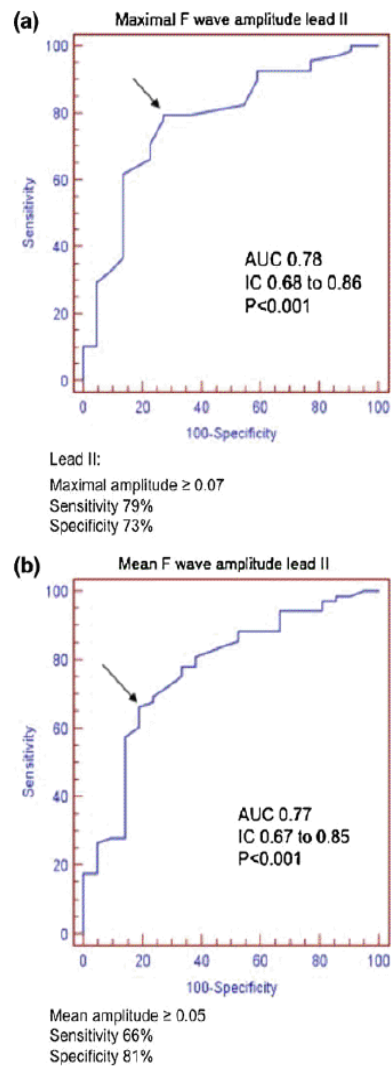 (a)
Maximal F wave amplitude lead II
100
80
60
40
20
0
Sensitivity
AUC 0.78
IC 0.68 to 0.86
P<0.001
0 20 40 60 80 100
100-Specificity
Lead II:
Maximal amplitude ≥ 0.07
Sensitivity 79%
Specificity 73%
(b)
Mean F wave amplitude lead II
100
80
60
40
20
0
Sensitivity
AUC 0.77
IC 0.67 to 0.85
P<0.001
0 20 40 60 80 100
100-Specificity
Mean amplitude ≥ 0.05
Sensitivity 66%
Specificity 81%